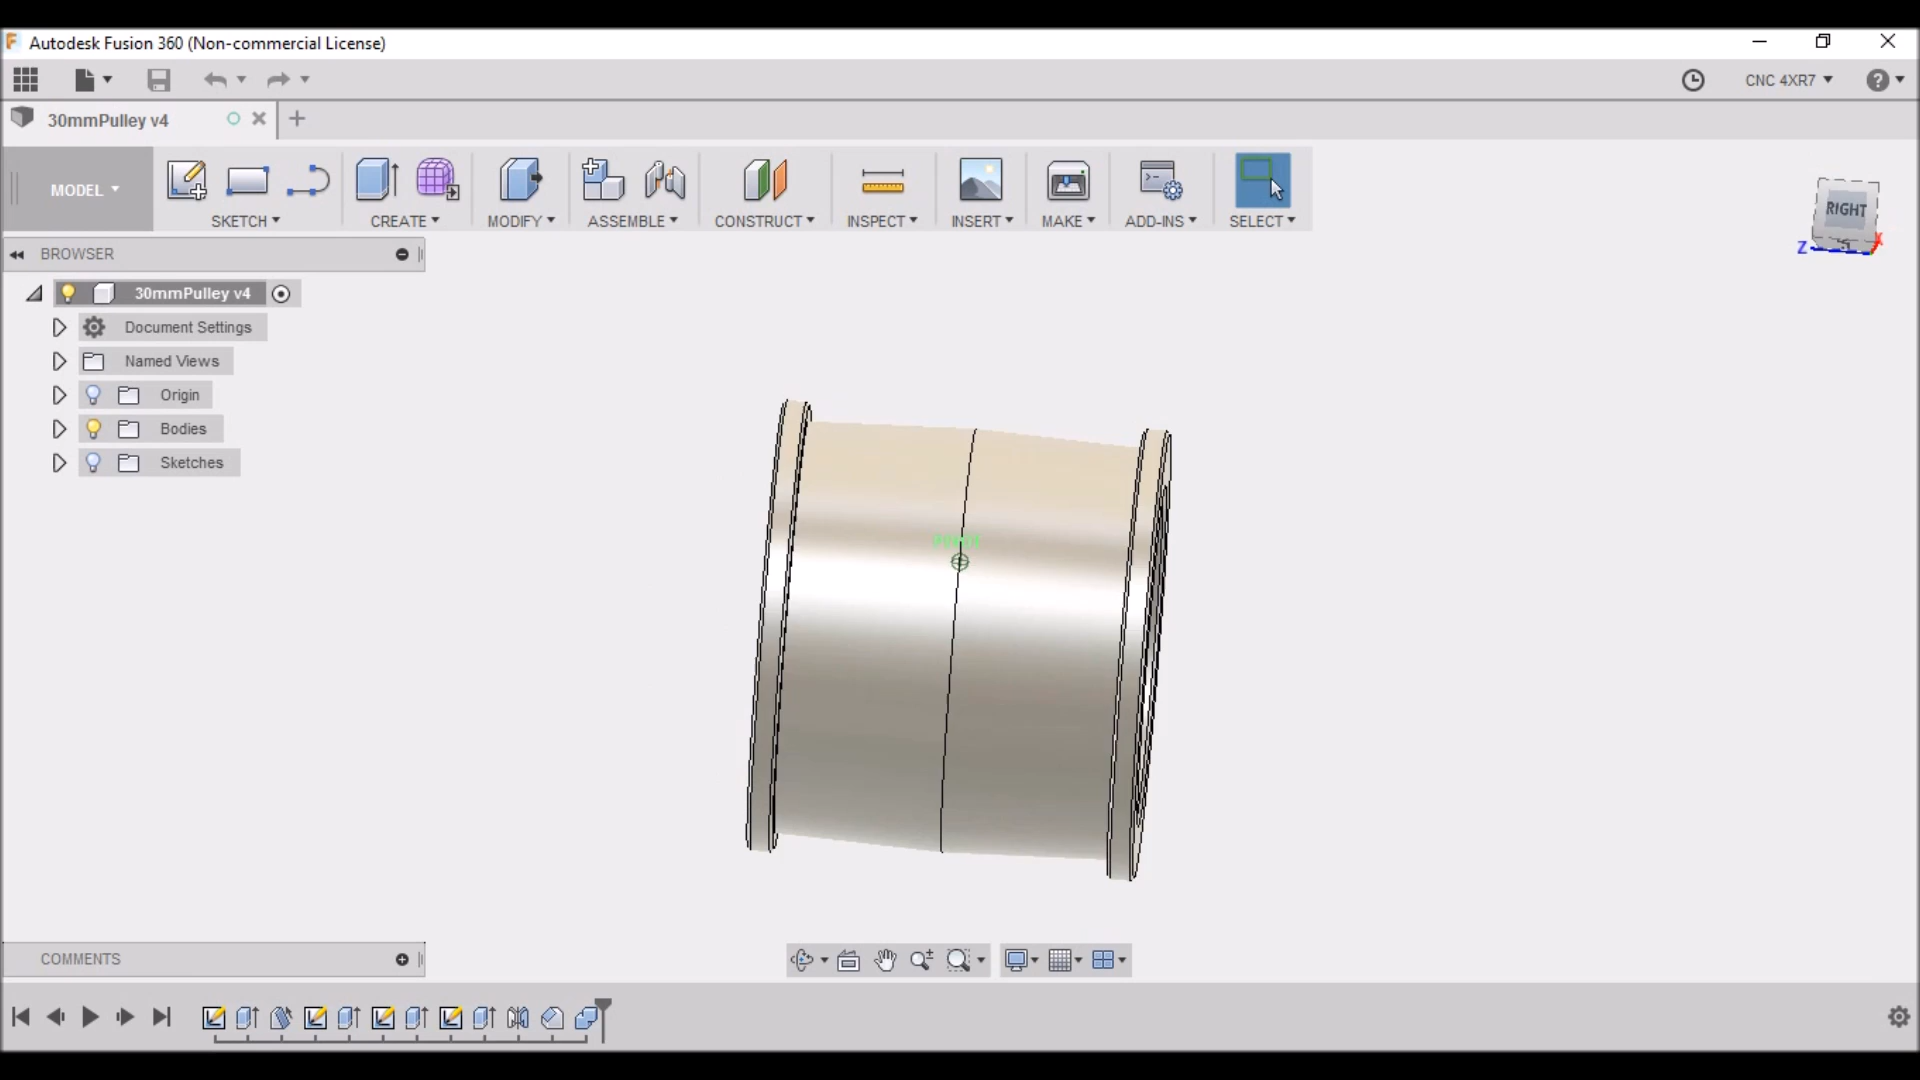 Autodesk Fusion 360 (Non-commercial License)
CNC 4XR7
30mmPulley v4
MODEL
SKETCH
CREATE
MODIFY
ASSEMBLE
CONSTRUCT
INSPECT
INSERT
MAKE
ADD-INS
SELECT
RIGHT
Z
X
BROWSER
30mmPulley v4
Document Settings
Named Views
Origin
Bodies
Sketches
COMMENTS